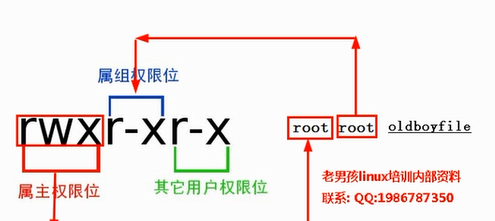 属组权限位
rwxr-xr-x
root root oldboyfile
属主权限位
其它用户权限位
老男孩linux培训内部资料
联系: QQ:1986787350